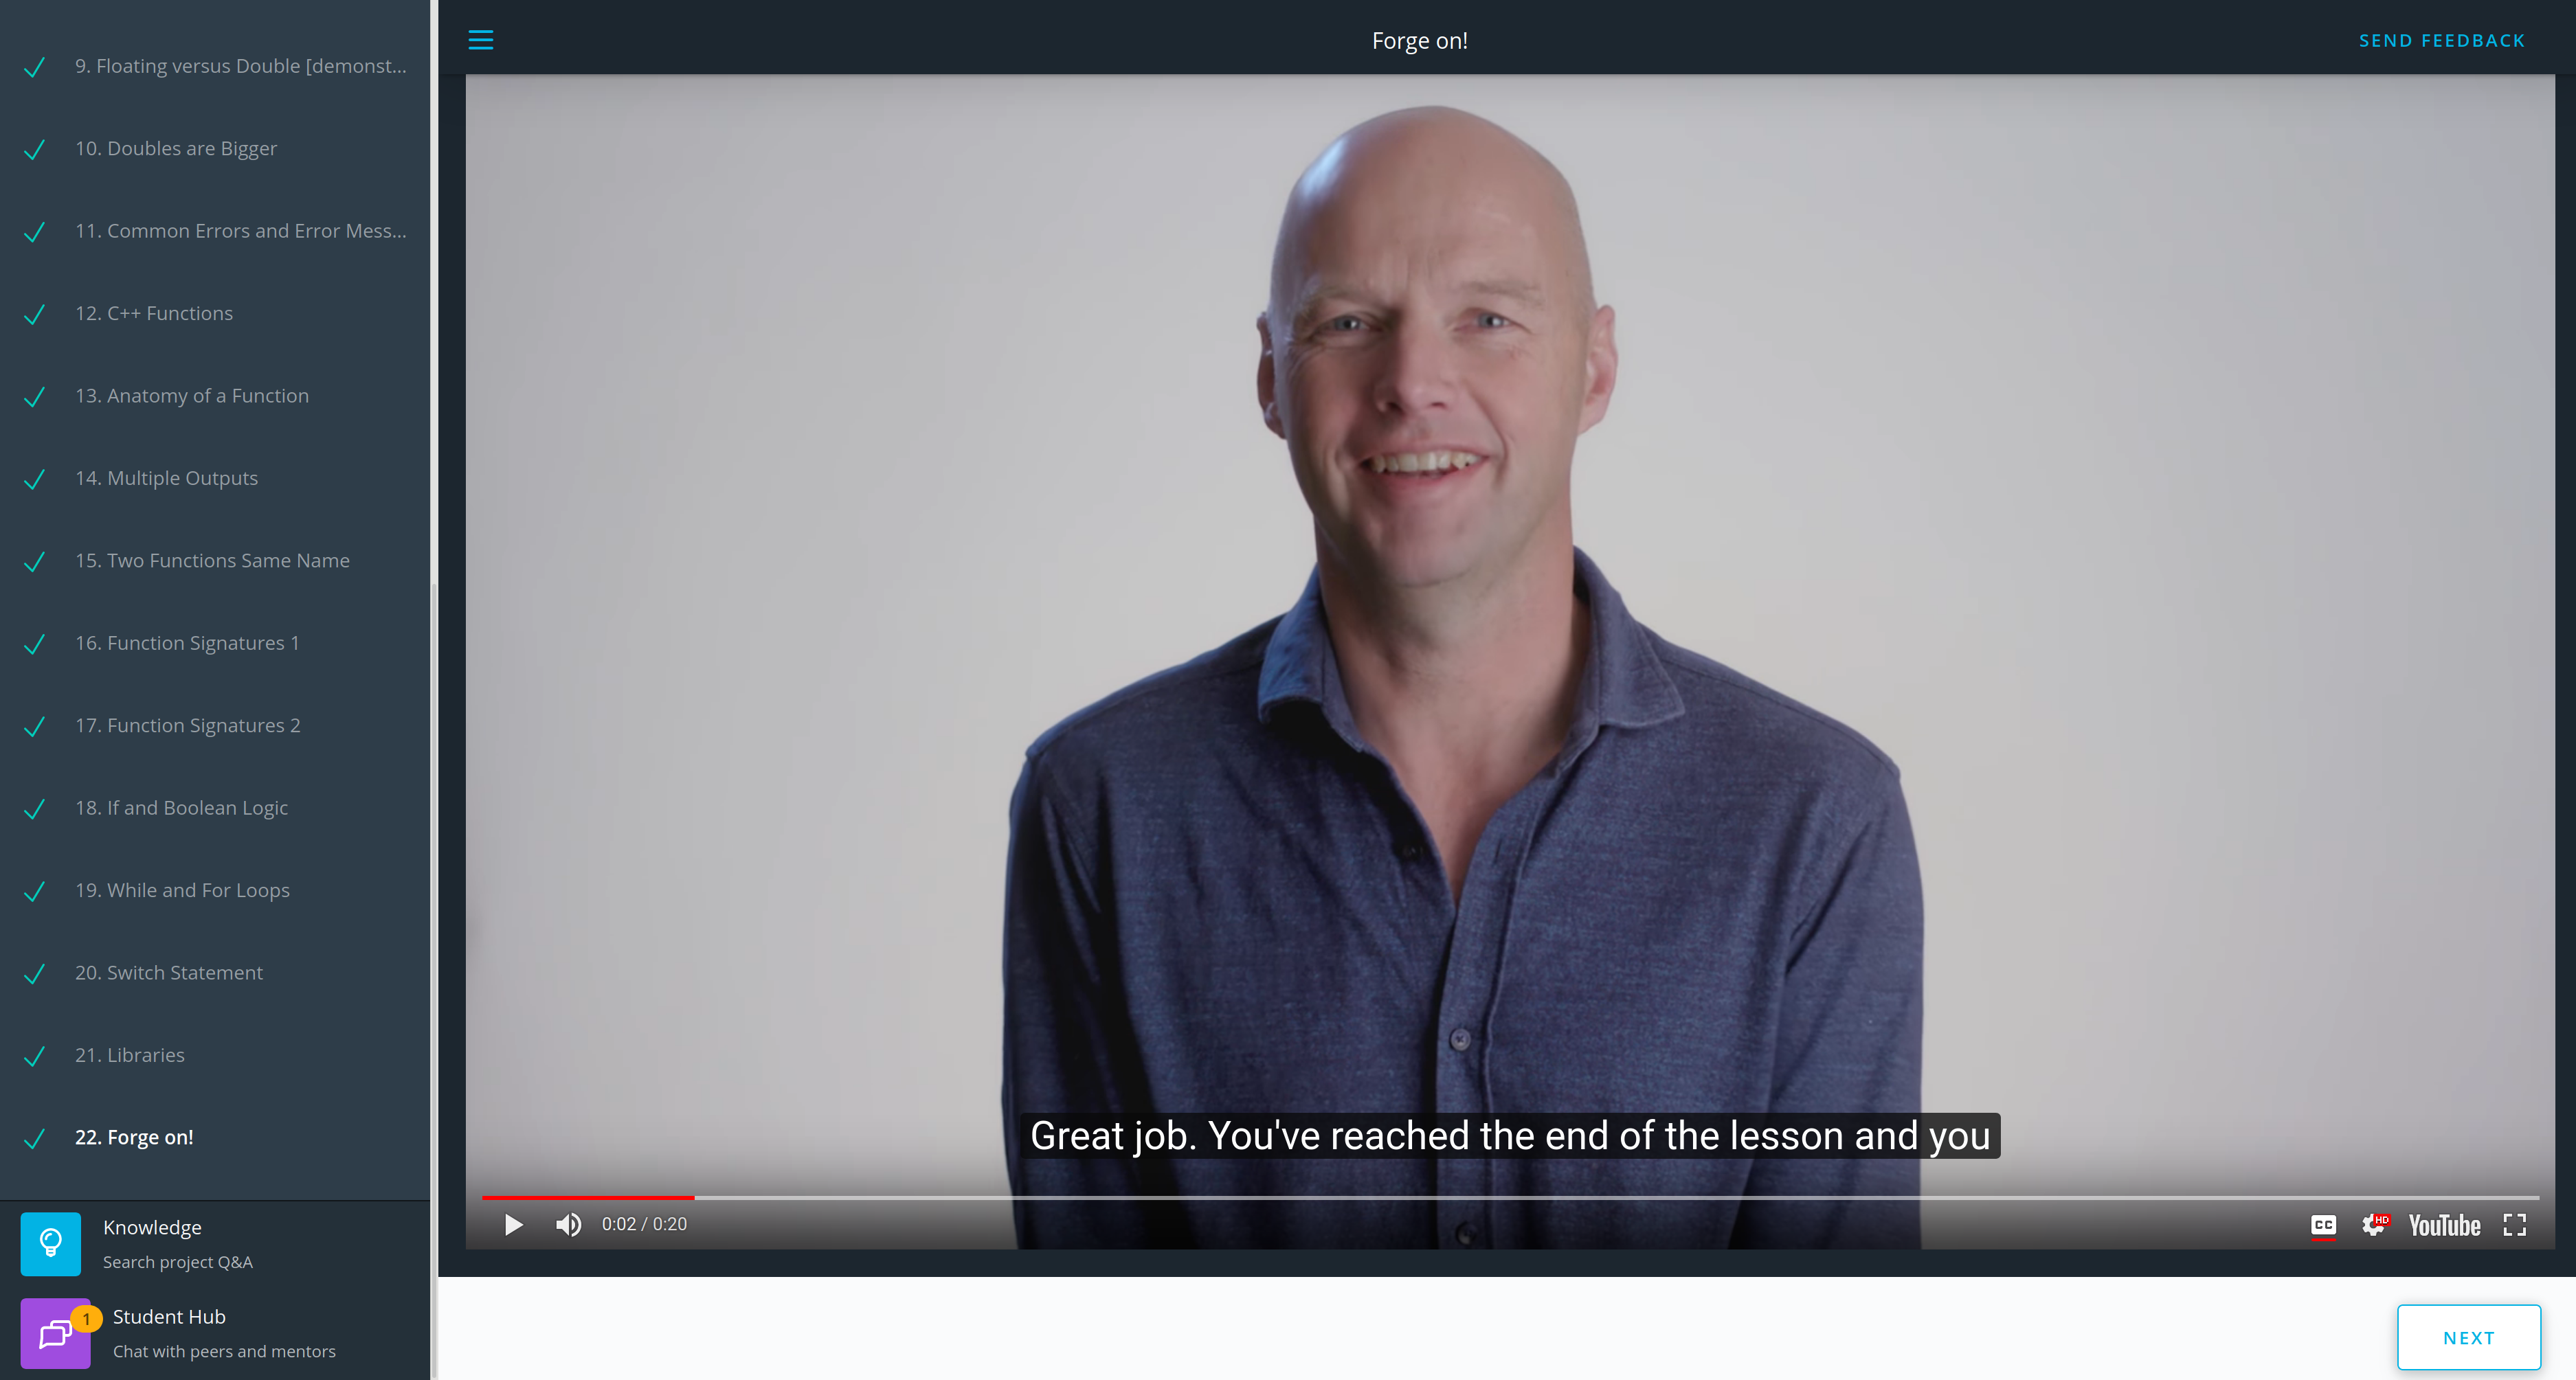 9. Floating versus Double [demonst...
10. Doubles are Bigger
11. Common Errors and Error Mess...
12. C++ Functions
13. Anatomy of a Function
14. Multiple Outputs
15. Two Functions Same Name
16. Function Signatures 1
17. Function Signatures 2
18. If and Boolean Logic
19. While and For Loops
20. Switch Statement
21. Libraries
22. Forge on!
Knowledge
Search project Q&A
1
Student Hub
Chat with peers and mentors
Forge on!
SEND FEEDBACK
Great job. You've reached the end of the lesson and you
0:02 / 0:20
CC
HD
YouTube
NEXT